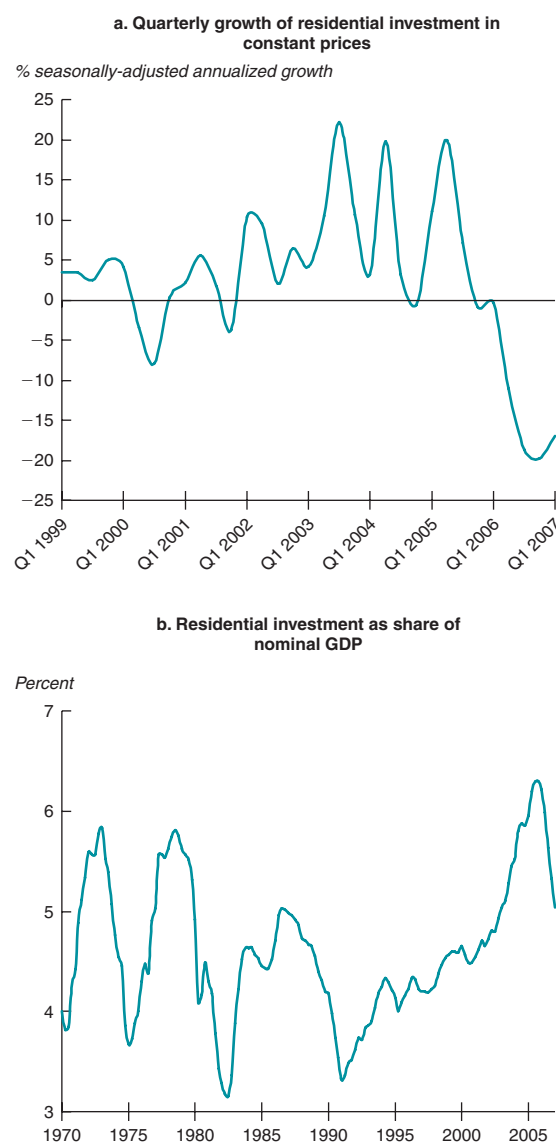 a. Quarterly growth of residential investment in
constant prices
% seasonally-adjusted annualized growth
25
20
15
10
5
0
−5
−10
−15
−20
−25
Q1 1999
Q1 2000
Q1 2001
Q1 2002
Q1 2003
Q1 2004
Q1 2005
Q1 2006
Q1 2007
b. Residential investment as share of
nominal GDP
Percent
7
6
5
4
3
1970 1975 1980 1985 1990 1995 2000 2005